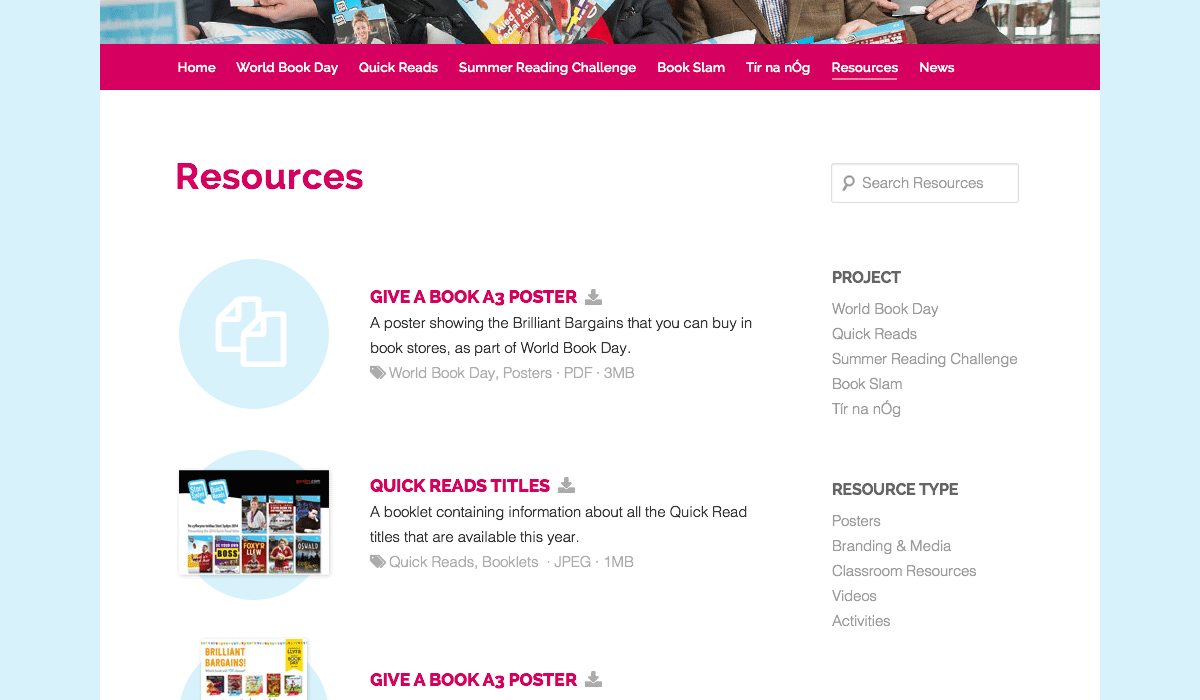 Home World Book Day Quick Reads Summer Reading Challenge Book Slam Tír na nÓg Resources News
Resources
Search Resources
GIVE A BOOK A3 POSTER
A poster showing the Brilliant Bargains that you can buy in
book stores, as part of World Book Day.
World Book Day, Posters · PDF · 3MB
QUICK READS TITLES
A booklet containing information about all the Quick Read
titles that are available this year.
Quick Reads, Booklets · JPEG · 1MB
BOSS
FOXY'R
LLEW
OSWALD
BRILLIANT
BARGAINS!
GIVE A BOOK A3 POSTER
PROJECT
World Book Day
Quick Reads
Summer Reading Challenge
Book Slam
Tír na nÓg
RESOURCE TYPE
Posters
Branding & Media
Classroom Resources
Videos
Activities